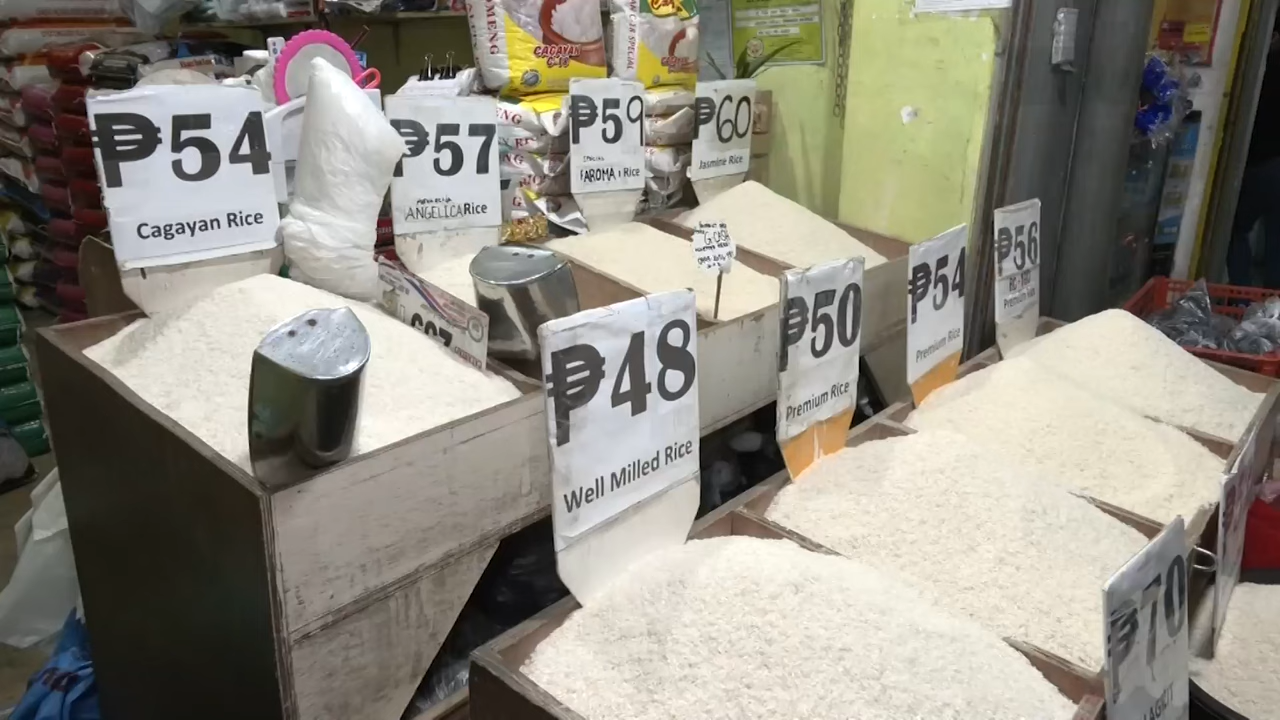 CAGAYAN
₱54
Cagayan Rice
₱57
ANGELICA Rice
₱59
AROMA Rice
₱60
Jasmine Rice
₱48
Well Milled Rice
₱50
Premium Rice
₱54
Premium Rice
₱56
Premium Rice
₱70